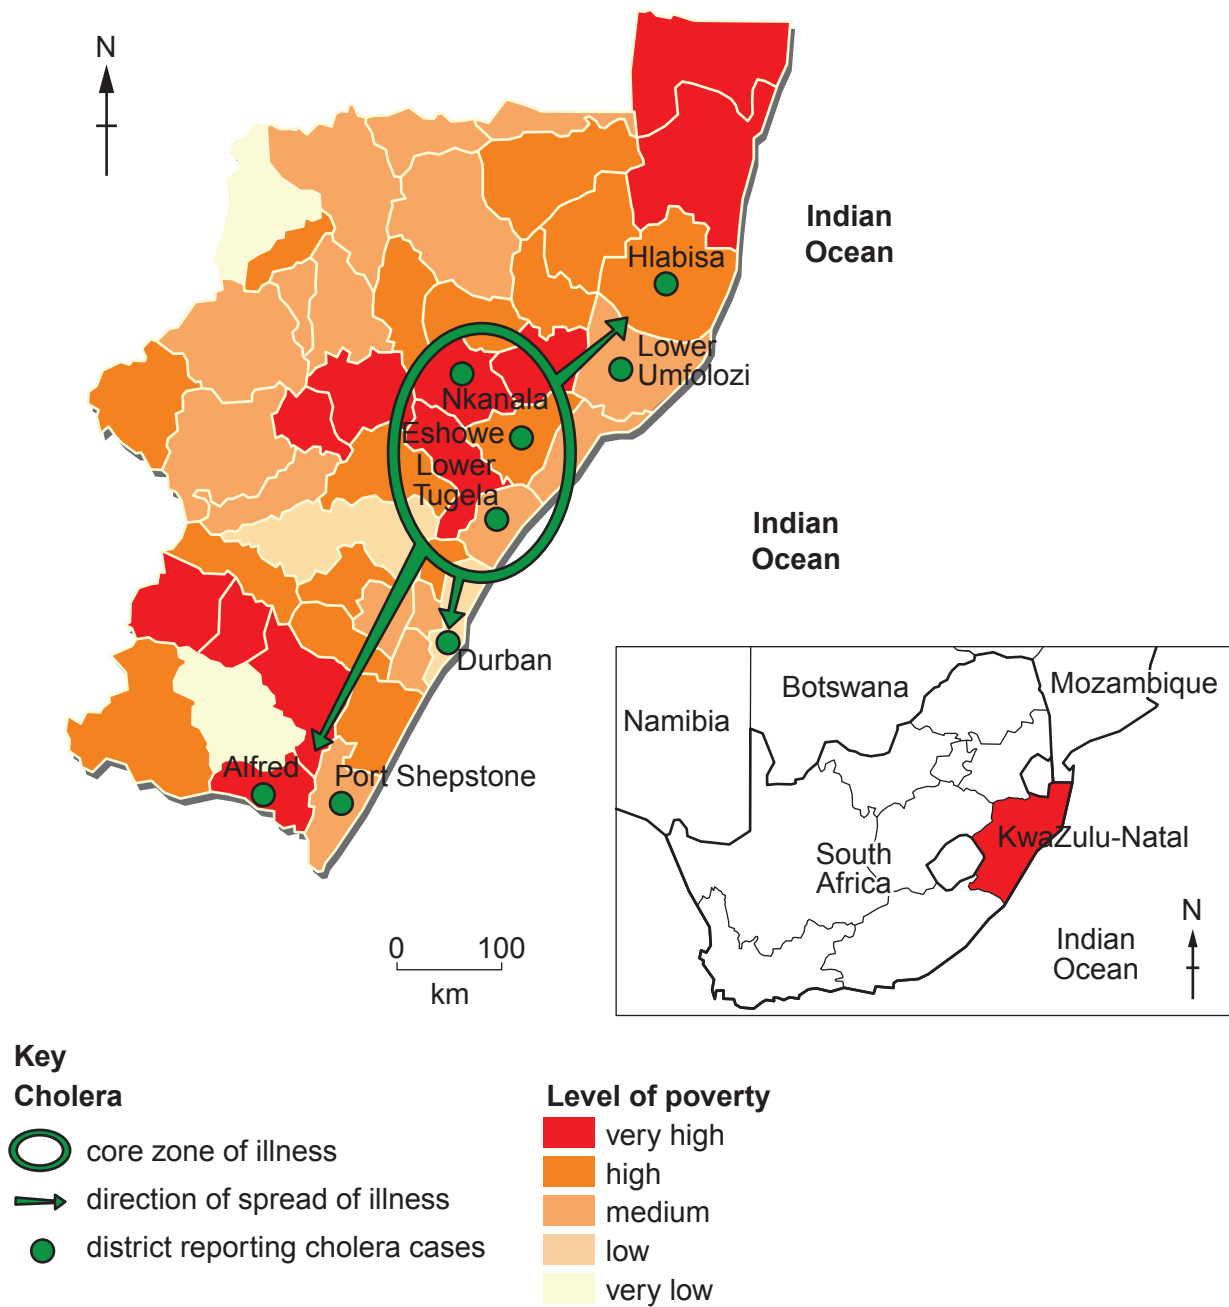 N
Indian
Ocean
Hlabisa
Lower
Umfolozi
Nkanala
Eshowe
Lower
Tugela
Indian
Ocean
Durban
Alfred
Port Shepstone
0 100
km
Botswana
Mozambique
Namibia
South
Africa
KwaZulu-Natal
Indian
Ocean
N
Key
Cholera
core zone of illness
direction of spread of illness
district reporting cholera cases
Level of poverty
very high
high
medium
low
very low